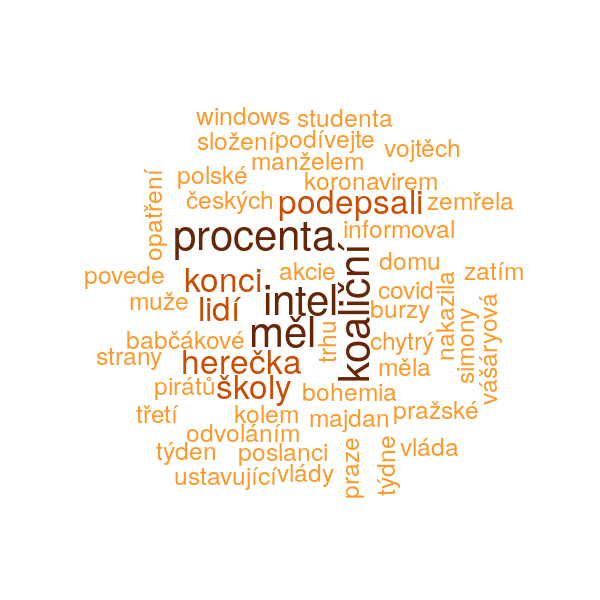 windows studenta
složení podívejte
vojtěch
manželem
polské
koronavirem
opatření
českých
podepsali
zemřela
procenta
informoval
koaliční
domu
povede
konci
akcie
zatím
muže
lidí
intel
covid
burzy
nakazila
simony
vášáryová
babčákové
měl
trhu
chytrý
strany
herečka
měla
pirátů
školy
bohemia
třetí
kolem
majdan
pražské
odvoláním
týden
poslanci
praze
týdne
vláda
ustavující
vlády